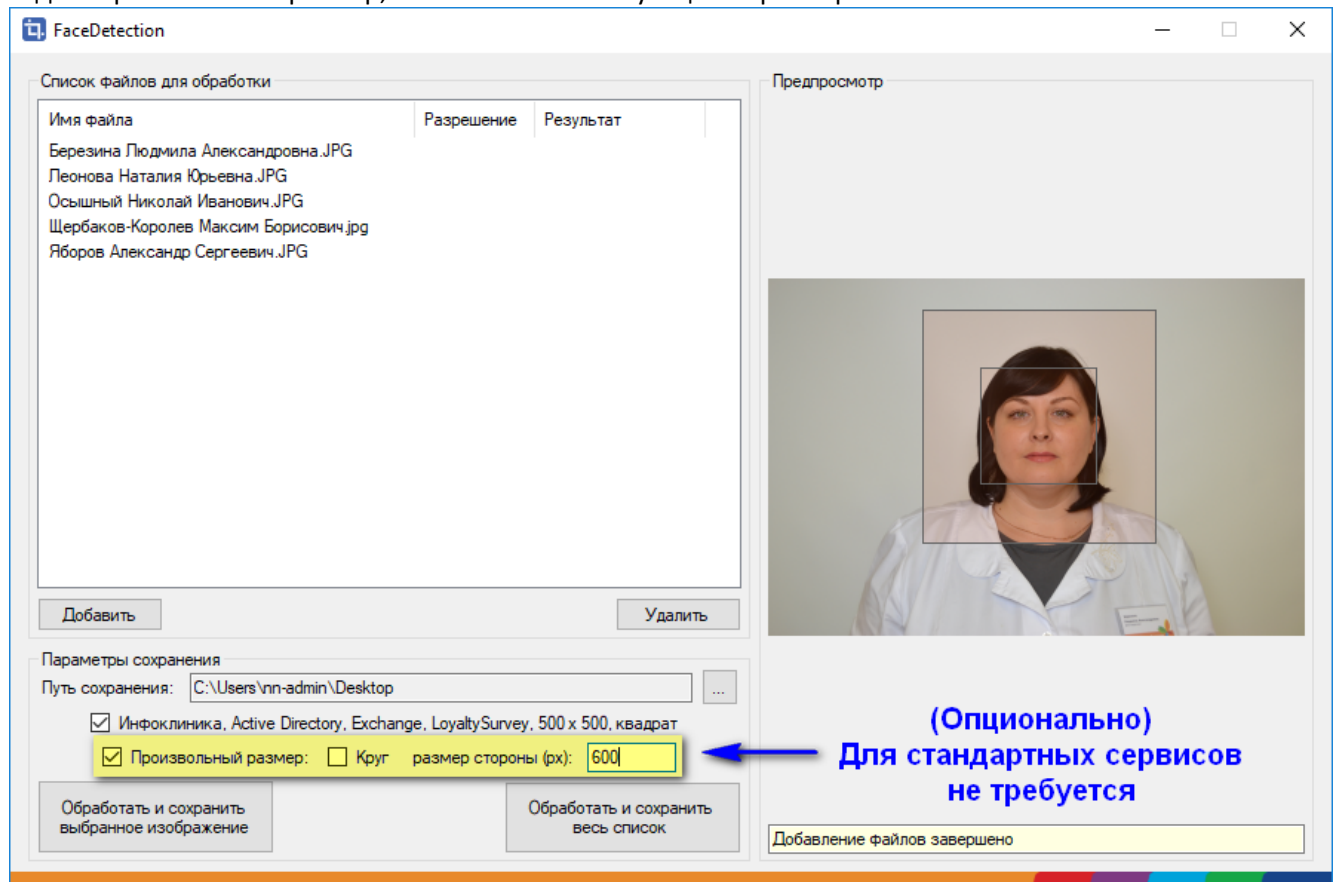 FaceDetection
Список файлов для обработки
Имя файла Разрешение Результат
Березина Людмила Александровна.JPG
Леонова Наталия Юрьевна.JPG
Осышный Николай Иванович.JPG
Щербаков-Королев Максим Борисович.jpg
Яборов Александр Сергеевич.JPG
Добавить Удалить
Параметры сохранения
Путь сохранения: C:\Users\nn-admin\Desktop ...
Инфоклиника, Active Directory, Exchange, LoyaltySurvey, 500 x 500, квадрат
Произвольный размер: Круг размер стороны (px): 600
Обработать и сохранить
выбранное изображение
Обработать и сохранить
весь список
Предпросмотр
(Опционально)
Для стандартных сервисов
не требуется
Добавление файлов завершено